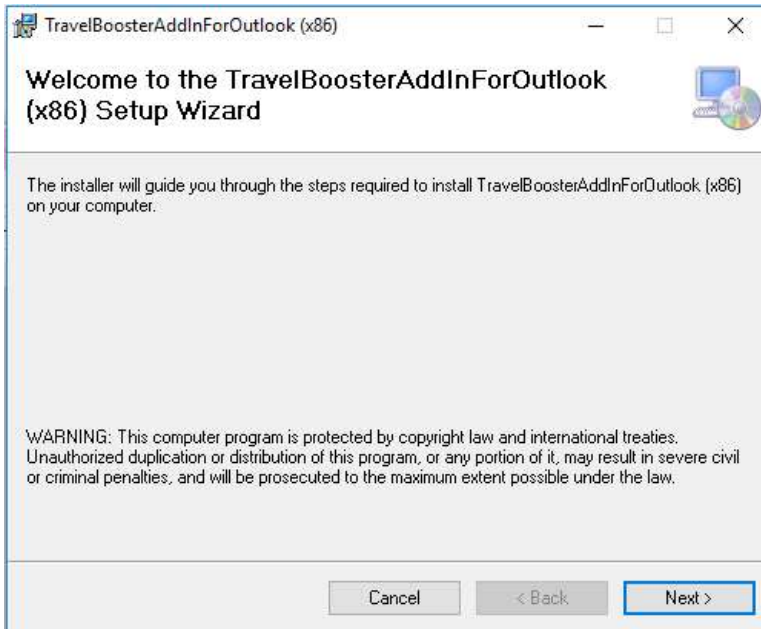 TravelBoosterAddInForOutlook (x86)
Welcome to the TravelBoosterAddInForOutlook
(x86) Setup Wizard
The installer will guide you through the steps required to install TravelBoosterAddInForOutlook (x86)
on your computer.
WARNING: This computer program is protected by copyright law and international treaties.
Unauthorized duplication or distribution of this program, or any portion of it, may result in severe civil
or criminal penalties, and will be prosecuted to the maximum extent possible under the law.
Cancel < Back Next >